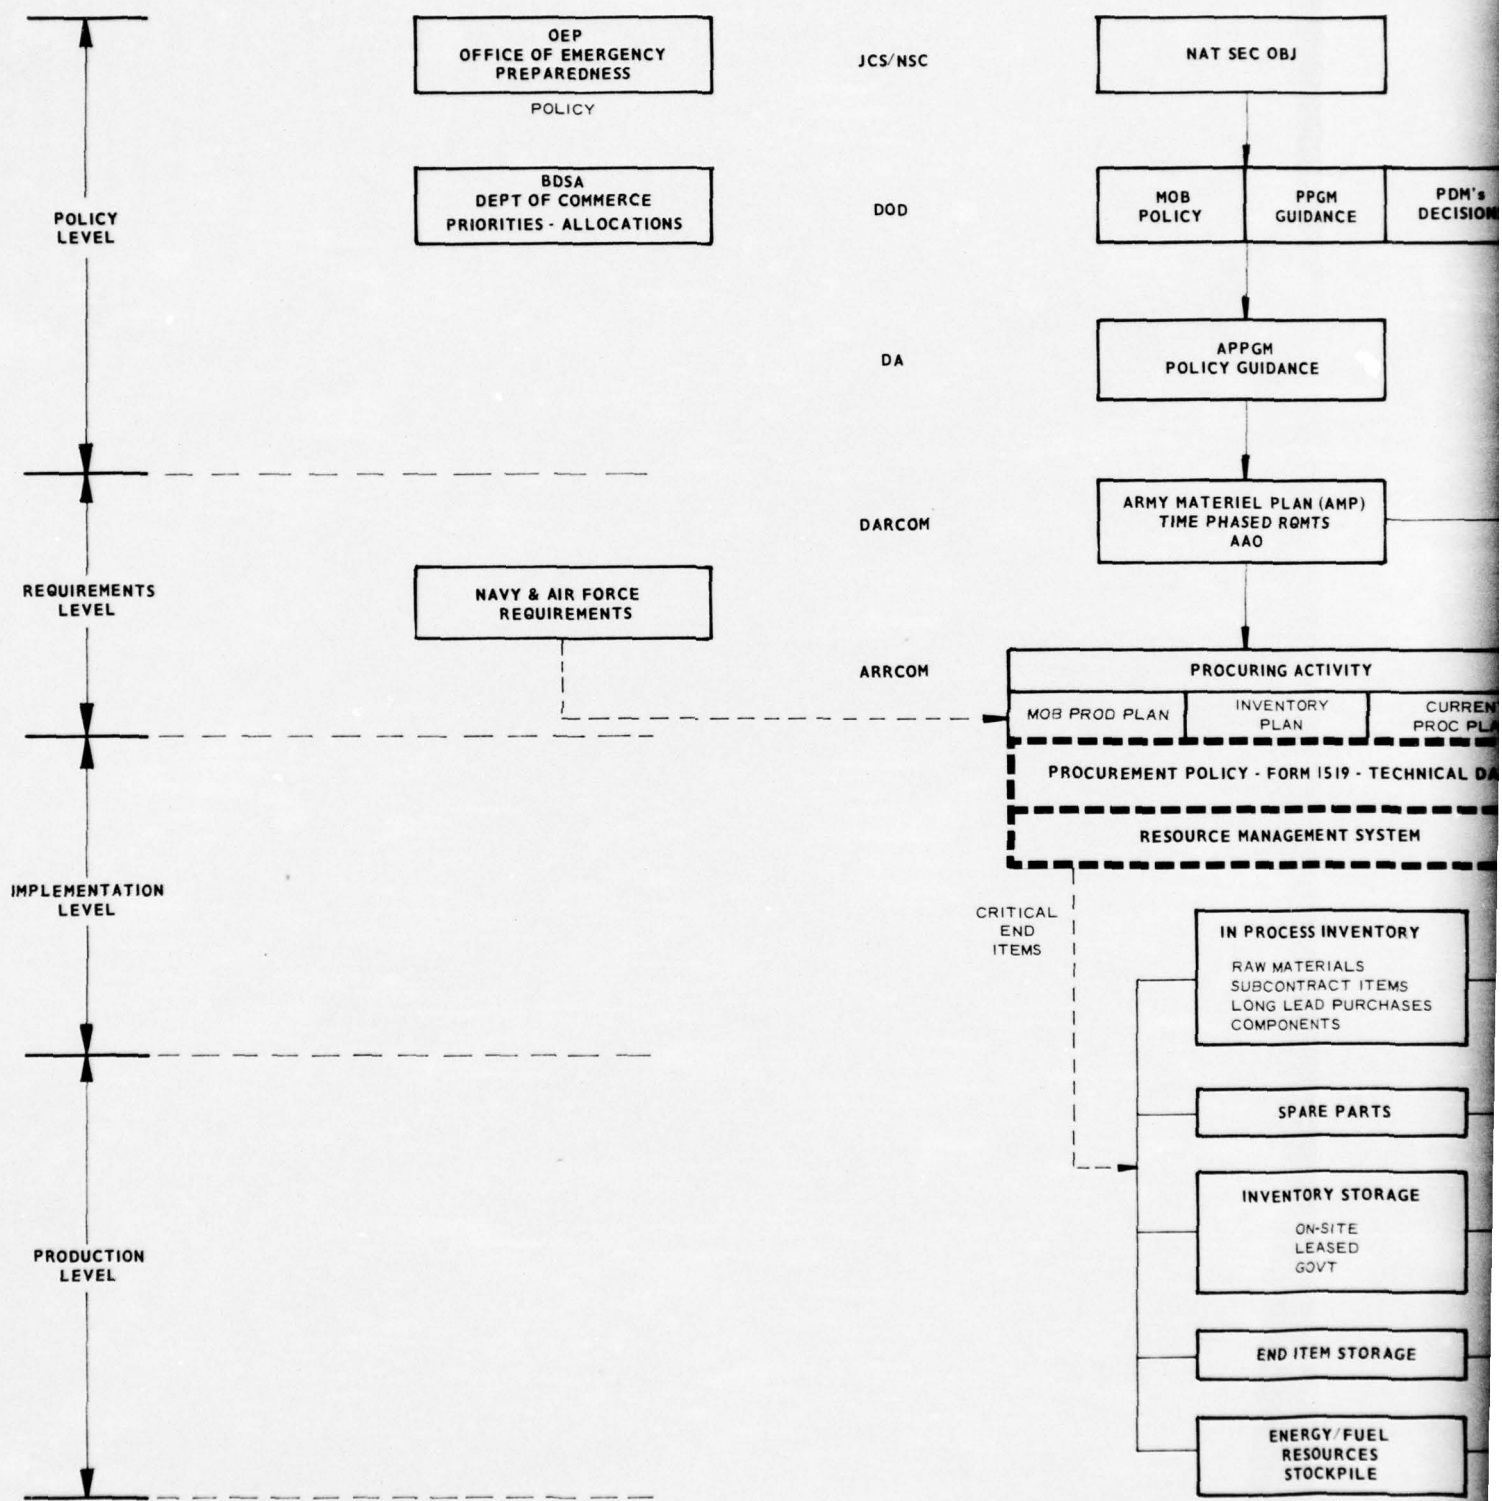 OEP
OFFICE OF EMERGENCY
PREPAREDNESS
POLICY
JCS/NSC
NAT SEC OBJ
BDSA
DEPT OF COMMERCE
PRIORITIES - ALLOCATIONS
DOD
MOB
POLICY
PPGM
GUIDANCE
PDM's
DECISION
POLICY
LEVEL
DA
APPGM
POLICY GUIDANCE
DARCOM
ARMY MATERIEL PLAN (AMP)
TIME PHASED RQMTS
AAO
REQUIREMENTS
LEVEL
NAVY & AIR FORCE
REQUIREMENTS
ARRCOM
PROCURING ACTIVITY
MOB PROD PLAN
INVENTORY
PLAN
CURRENT
PROC PLA
PROCUREMENT POLICY - FORM 1519 - TECHNICAL DA
RESOURCE MANAGEMENT SYSTEM
IMPLEMENTATION
LEVEL
CRITICAL
END
ITEMS
IN PROCESS INVENTORY
RAW MATERIALS
SUBCONTRACT ITEMS
LONG LEAD PURCHASES
COMPONENTS
SPARE PARTS
INVENTORY STORAGE
ON-SITE
LEASED
GOVT
PRODUCTION
LEVEL
END ITEM STORAGE
ENERGY/FUEL
RESOURCES
STOCKPILE